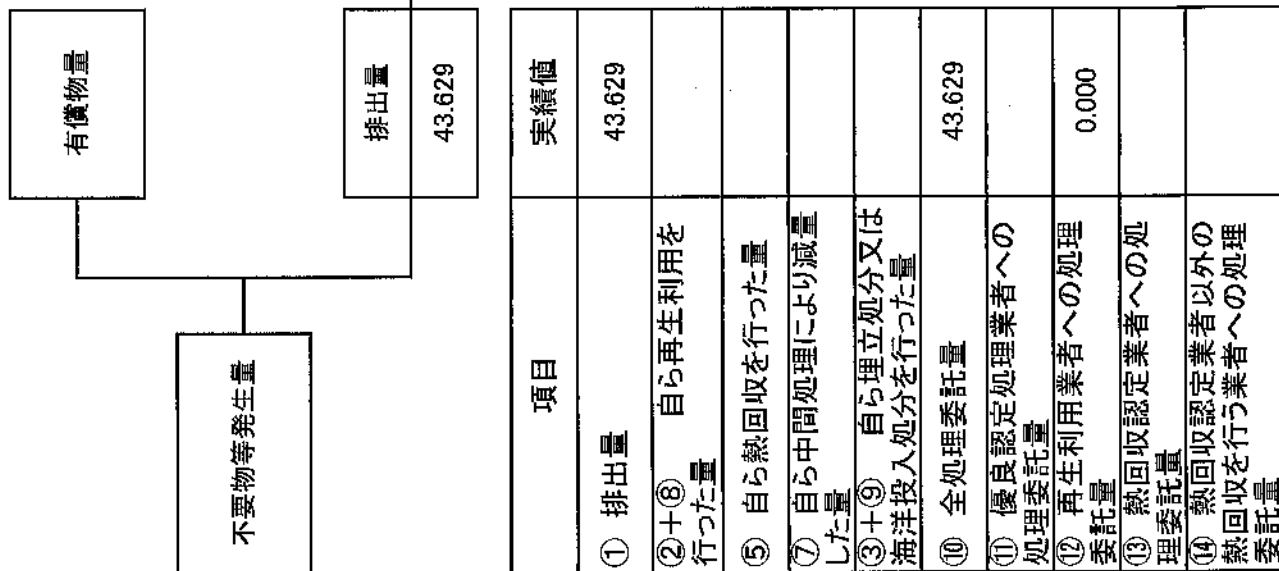 有償物量
不要物等発生量
排出量
43.629
項目
実績値
① 排出量
43.629
②+⑧ 自ら再生利用を
行った量
⑤ 自ら熱回収を行った量
⑦ 自ら中間処理により減量
した量
③+⑨ 自ら埋立処分又は
海洋投入処分を行った量
⑩ 全処理委託量
43.629
⑪ 優良認定処理業者への
処理委託量
⑫ 再生利用業者への処理
委託量
0.000
⑬ 熱回収認定業者への処
理委託量
⑭ 熱回収認定業者以外の
熱回収を行う業者への処理
委託量